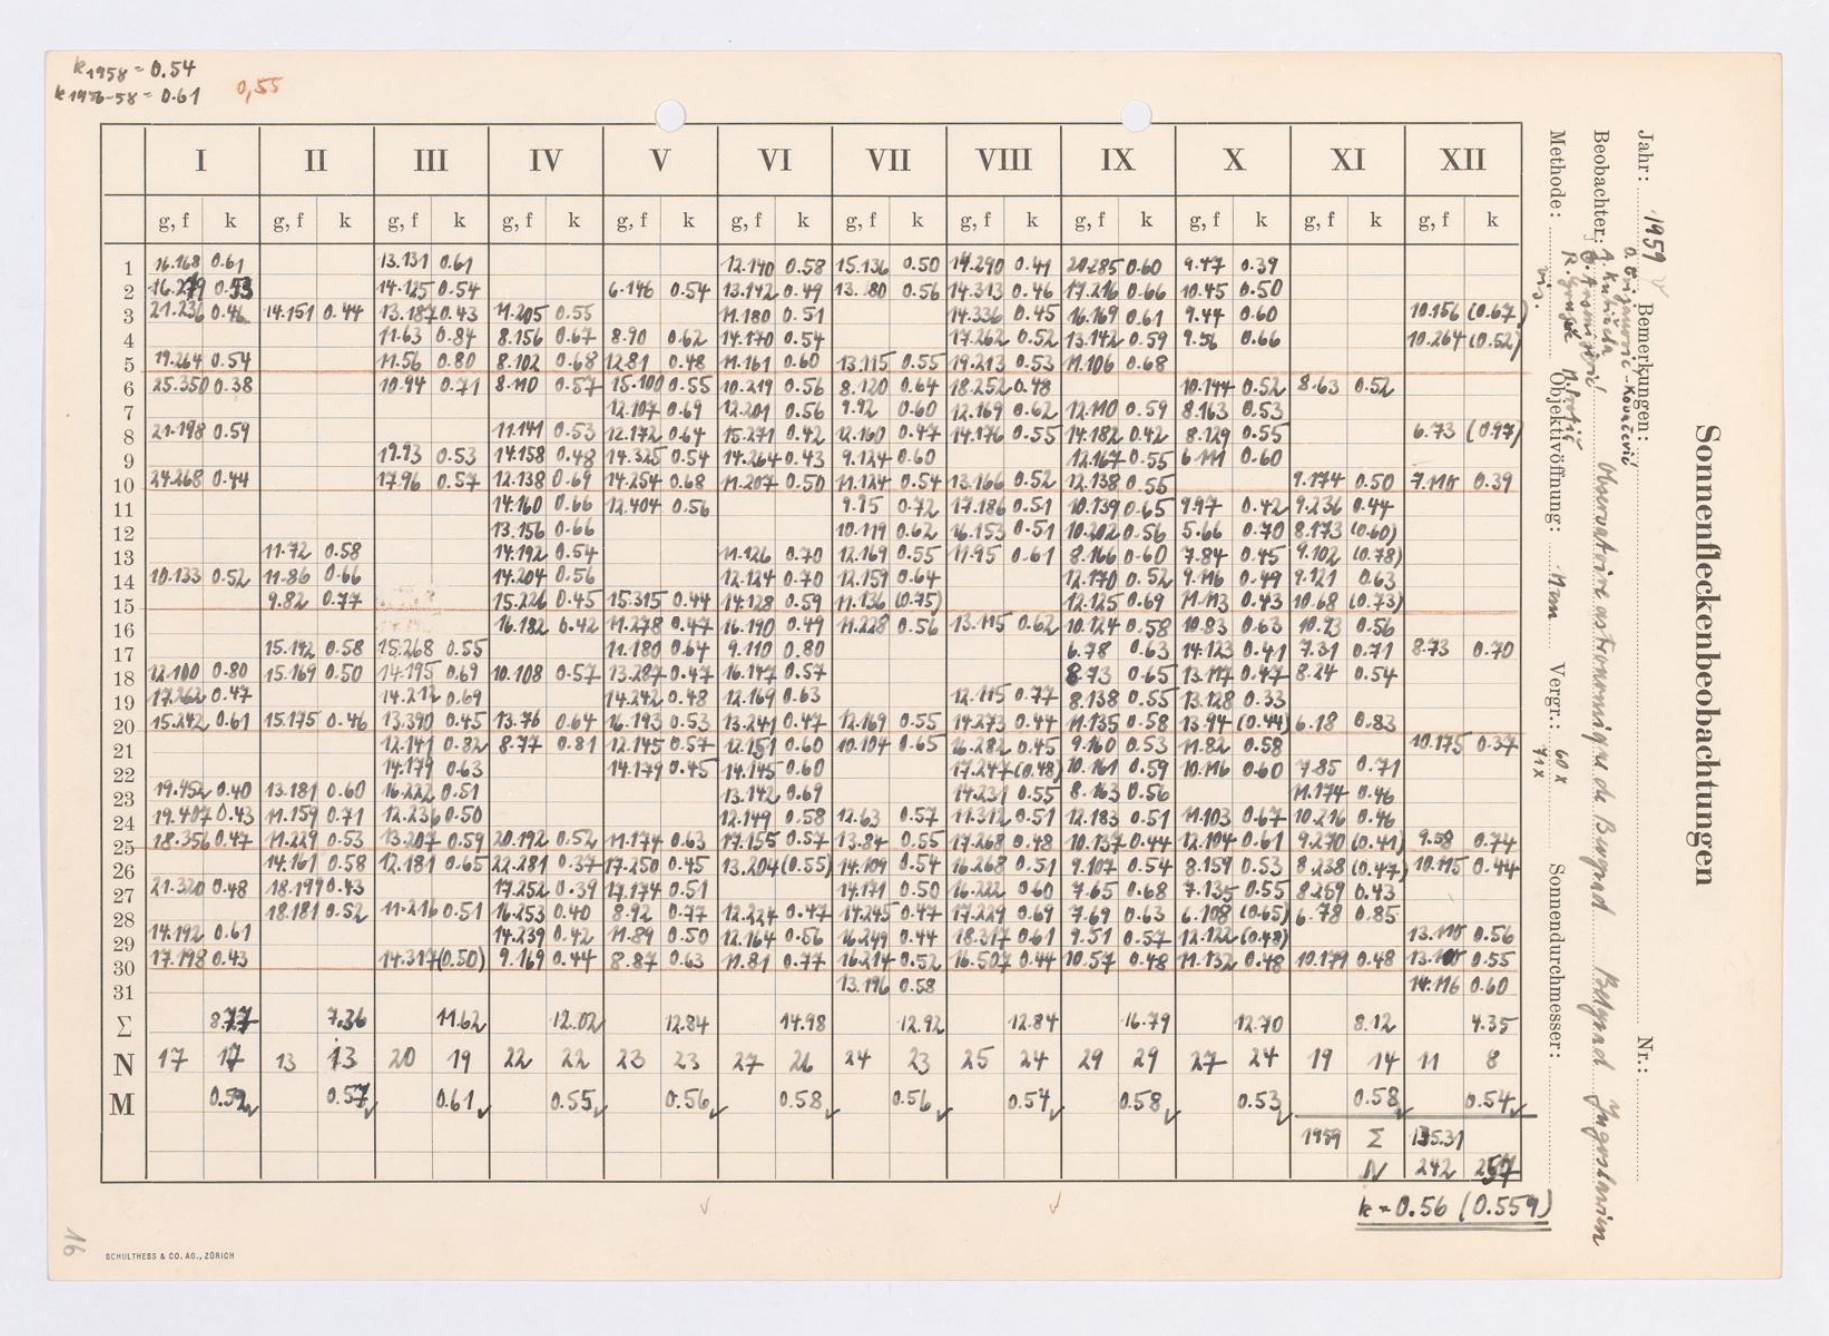 k1958 = 0.54
k1956-58 = 0.61 0,55
I II III IV V VI VII VIII IX X XI XII
g, f k g, f k g, f k g, f k g, f k g, f k g, f k g, f k g, f k g, f k g, f k g, f k
1 16.168 0.61 13.131 0.61 12.140 0.58 15.136 0.50 14.290 0.41 20.285 0.60 9.47 0.39
2 14.125 0.54 6.146 0.54 13.142 0.49 13.80 0.56 14.313 0.46 17.216 0.66 10.45 0.50
3 21.236 0.46 14.151 0.44 13.187 0.43 11.205 0.55 11.180 0.51 14.336 0.45 16.169 0.61 9.44 0.60 10.156 (0.67)
4 11.63 0.84 8.156 0.67 8.90 0.62 14.170 0.54 17.262 0.52 13.142 0.59 9.56 0.66 10.264 (0.52)
5 19.264 0.54 11.56 0.80 8.102 0.68 12.81 0.48 11.161 0.60 13.115 0.55 19.213 0.53 11.106 0.68
6 25.350 0.38 10.94 0.71 8.110 0.57 15.100 0.55 10.219 0.56 8.120 0.64 18.252 0.48 10.144 0.52 8.63 0.52
7 12.107 0.69 12.201 0.56 9.92 0.60 12.169 0.62 12.110 0.59 8.163 0.53
8 21.198 0.59 11.141 0.53 12.172 0.64 15.271 0.42 12.160 0.47 14.176 0.55 14.182 0.42 8.129 0.55 6.73 (0.97)
9 17.93 0.53 14.158 0.48 14.325 0.54 14.264 0.43 9.124 0.60 12.167 0.55 6.111 0.60
10 24.268 0.44 17.96 0.57 12.138 0.69 14.254 0.68 11.207 0.50 11.124 0.54 13.166 0.52 12.138 0.55 9.174 0.50 7.118 0.39
11 14.160 0.66 12.404 0.56 9.75 0.72 17.186 0.51 10.139 0.65 9.97 0.42 9.236 0.44
12 13.156 0.66 10.119 0.62 16.153 0.51 10.202 0.56 5.66 0.70 8.173 (0.60)
13 11.72 0.58 14.192 0.54 11.126 0.70 12.169 0.55 11.95 0.61 8.166 0.60 7.84 0.45 9.102 (0.78)
14 10.133 0.52 11.86 0.66 14.204 0.56 12.124 0.70 12.159 0.64 12.170 0.52 9.116 0.49 9.121 0.63
15 9.82 0.77 15.226 0.45 15.315 0.44 14.128 0.59 11.136 (0.75) 12.125 0.69 11.113 0.43 10.68 (0.73)
16 16.182 0.42 11.278 0.47 16.190 0.49 11.228 0.56 13.115 0.62 10.124 0.58 10.83 0.63 10.93 0.56
17 15.142 0.58 15.268 0.55 11.180 0.64 9.110 0.80 6.78 0.63 14.123 0.41 7.31 0.71 8.73 0.70
18 12.100 0.80 15.169 0.50 14.195 0.69 10.108 0.57 13.287 0.47 16.147 0.57 8.73 0.65 13.117 0.47 8.24 0.54
19 17.262 0.47 14.212 0.69 14.242 0.48 12.169 0.63 12.115 0.77 8.138 0.55 13.128 0.33
20 15.242 0.61 15.175 0.46 13.390 0.45 13.76 0.64 16.193 0.53 13.241 0.47 12.169 0.55 14.273 0.44 11.135 0.58 13.94 (0.44) 6.18 0.83
21 12.141 0.82 8.77 0.81 12.145 0.57 12.151 0.60 10.104 0.65 16.282 0.45 9.160 0.53 11.82 0.58 10.175 0.37
22 14.179 0.63 14.179 0.45 14.145 0.60 17.247 (0.48) 10.161 0.59 10.116 0.60 7.85 0.71
23 19.452 0.40 13.181 0.60 16.222 0.51 13.142 0.69 14.231 0.55 8.163 0.56 11.174 0.46
24 19.407 0.43 11.159 0.71 12.236 0.50 12.149 0.58 12.63 0.57 11.312 0.51 12.183 0.51 11.103 0.67 10.216 0.46
25 18.356 0.47 11.229 0.53 13.207 0.59 20.192 0.52 11.174 0.63 17.155 0.57 13.84 0.55 17.268 0.48 10.137 0.44 12.104 0.61 9.270 (0.41) 9.58 0.74
26 14.161 0.58 12.181 0.65 22.281 0.37 17.250 0.45 13.204 (0.55) 14.109 0.54 16.268 0.51 9.107 0.54 8.159 0.53 8.238 (0.47) 10.115 0.44
27 21.320 0.48 18.199 0.43 17.252 0.39 17.174 0.51 14.171 0.50 16.222 0.60 7.65 0.68 7.135 0.55 8.269 0.43
28 18.181 0.52 11.216 0.51 16.253 0.40 8.92 0.77 12.224 0.47 14.245 0.47 17.229 0.69 7.69 0.63 6.108 (0.65) 6.78 0.85
29 14.192 0.61 14.239 0.42 11.89 0.50 12.164 0.56 16.249 0.44 18.317 0.61 9.51 0.57 12.122 (0.48) 13.118 0.56
30 17.198 0.43 14.317 (0.50) 9.169 0.44 8.87 0.63 11.81 0.77 16.214 0.52 16.507 0.44 10.57 0.48 11.132 0.48 10.179 0.48 0.55
31 13.196 0.58 14.116 0.60
Σ 8.77 7.36 11.62 12.02 12.84 14.98 12.92 12.84 16.79 12.70 8.12 4.35
N 17 17 13 13 20 19 22 22 23 23 27 26 24 23 25 24 29 29 27 24 19 14 11 8
M 0.52 0.57 0.61 0.55 0.56 0.58 0.56 0.54 0.58 0.53 0.58 0.54
1959 Σ 135.31
N 242 257
k = 0.56 (0.559)
16
SCHULTHESS & CO. AG., ZÜRICH
Sonnenfleckenbeobachtungen
Jahr: 1959 Bemerkungen: Nr.:
Beobachter: Observatoire astronomique de Beograd Belgrad Jugoslavien
Methode: vis. Objektivöffnung: 11 mm Vergr.: 60 x Sonnendurchmesser:
71 x